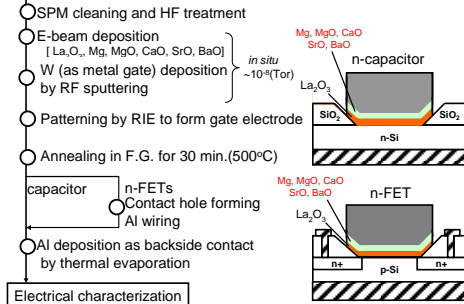 SPM cleaning and HF treatment
E-beam deposition
[ La₂O₃, Mg, MgO, CaO, SrO, BaO]
W (as metal gate) deposition
by RF sputtering
in situ
~10-⁸(Torr)
Patterning by RIE to form gate electrode
Annealing in F.G. for 30 min.(500ºC)
capacitor
n-FETs
Contact hole forming
Al wiring
Al deposition as backside contact
by thermal evaporation
Electrical characterization
n-capacitor
Mg, MgO, CaO
SrO, BaO
La₂O₃
SiO₂
SiO₂
n-Si
n-FET
Mg, MgO, CaO
SrO, BaO
La₂O₃
n+
n+
p-Si